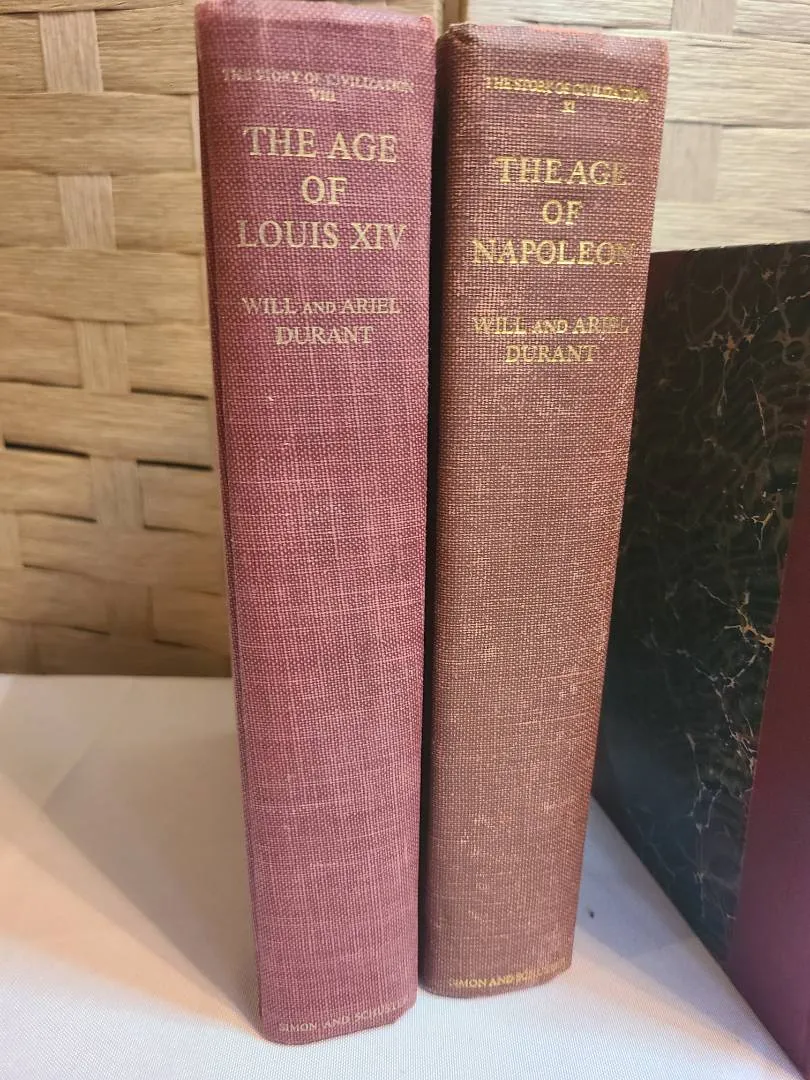 THE STORY OF CIVILIZATION
VIII
THE AGE
OF
LOUIS XIV
WILL AND ARIEL
DURANT
SIMON AND SCHUSTER
THE STORY OF CIVILIZATION
XI
THE AGE
OF
NAPOLEON
WILL AND ARIEL
DURANT
SIMON AND SCHUSTER